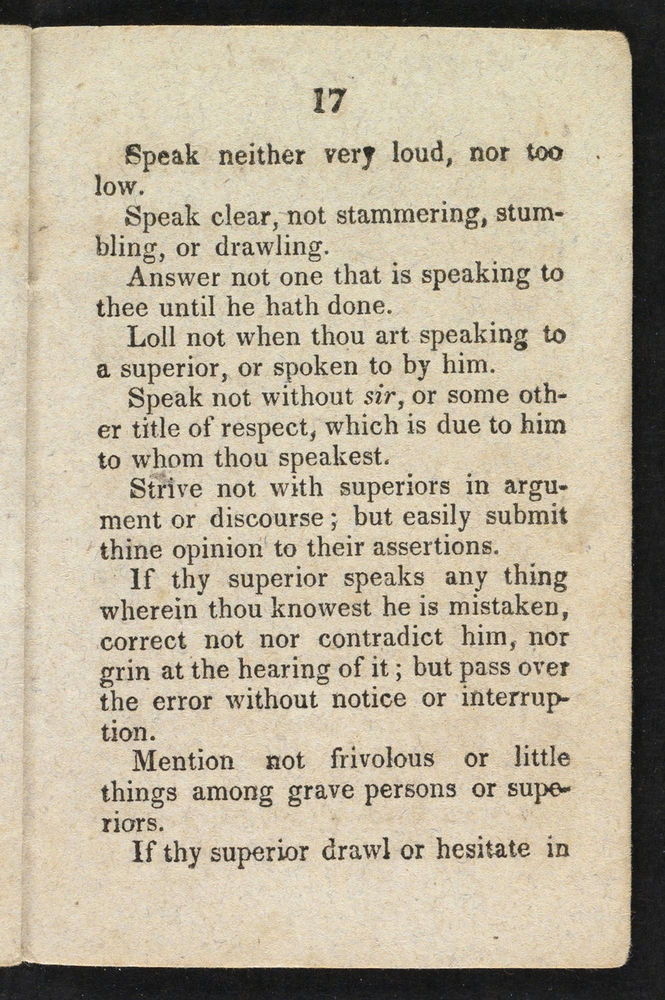 17
Speak neither very loud, nor too
low.
Speak clear, not stammering, stum-
bling, or drawling.
Answer not one that is speaking to
thee until he hath done.
Loll not when thou art speaking to
a superior, or spoken to by him.
Speak not without sir, or some oth-
er title of respect, which is due to him
to whom thou speakest.
Strive not with superiors in argu-
ment or discourse; but easily submit
thine opinion to their assertions.
If thy superior speaks any thing
wherein thou knowest he is mistaken,
correct not nor contradict him, nor
grin at the hearing of it; but pass over
the error without notice or interrup-
tion.
Mention not frivolous or little
things among grave persons or supe-
riors.
If thy superior drawl or hesitate in